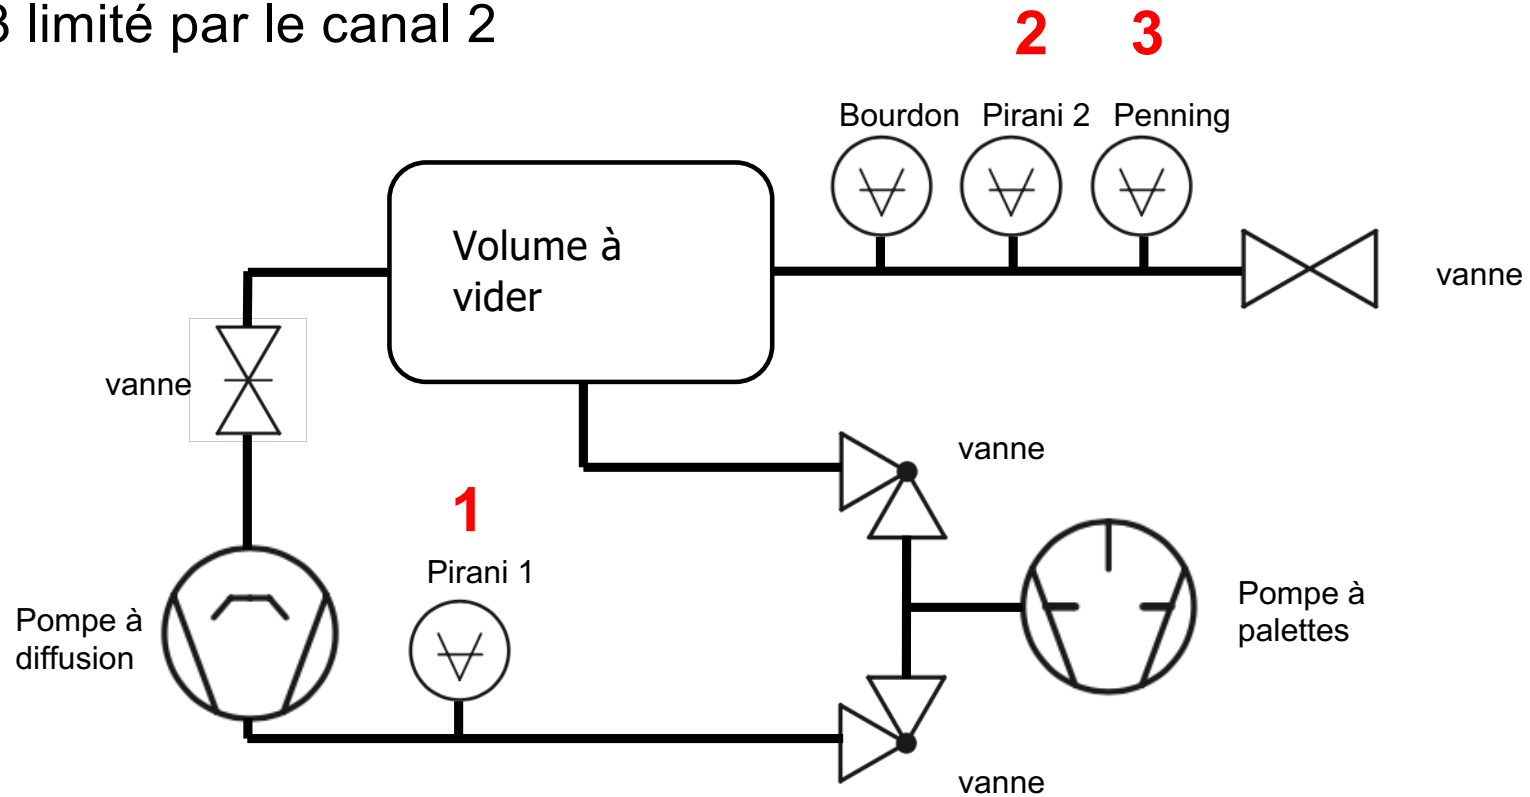 3 limité par le canal 2
2 3
Bourdon Pirani 2 Penning
Volume à
vider
vanne
vanne
vanne
1
Pirani 1
Pompe à
diffusion
Pompe à
palettes
vanne